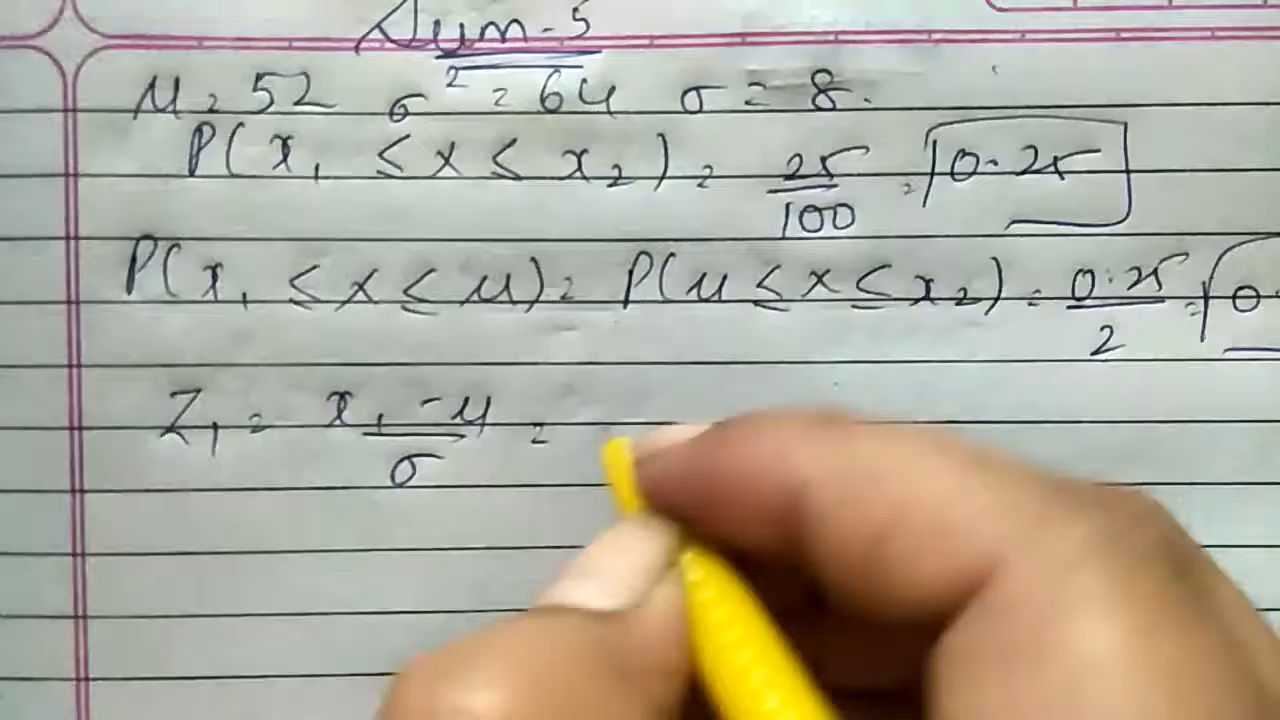 Sum-5
μ = 52 σ² = 64 σ = 8.
P(x₁ ≤ x ≤ x₂) = 25/100 = 0.25
P(x₁ ≤ x ≤ μ) = P(μ ≤ x ≤ x₂) = 0.25/2 = 0.
Z₁ = x₁ - μ/σ =